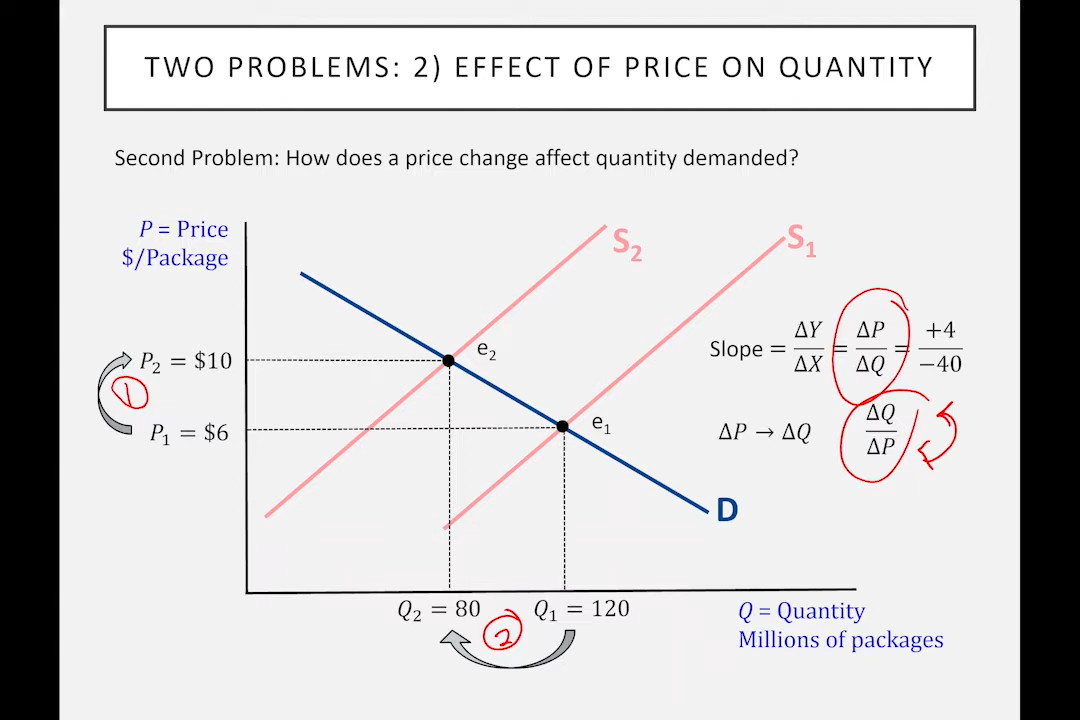 TWO PROBLEMS: 2) EFFECT OF PRICE ON QUANTITY
Second Problem: How does a price change affect quantity demanded?
P = Price
$/Package
S₂
S₁
P₂ = $10
①
P₁ = $6
e₂
e₁
D
Slope = ΔY/ΔX = ΔP/ΔQ = +4/−40
ΔP → ΔQ ΔQ/ΔP
Q₂ = 80
Q₁ = 120
②
Q = Quantity
Millions of packages